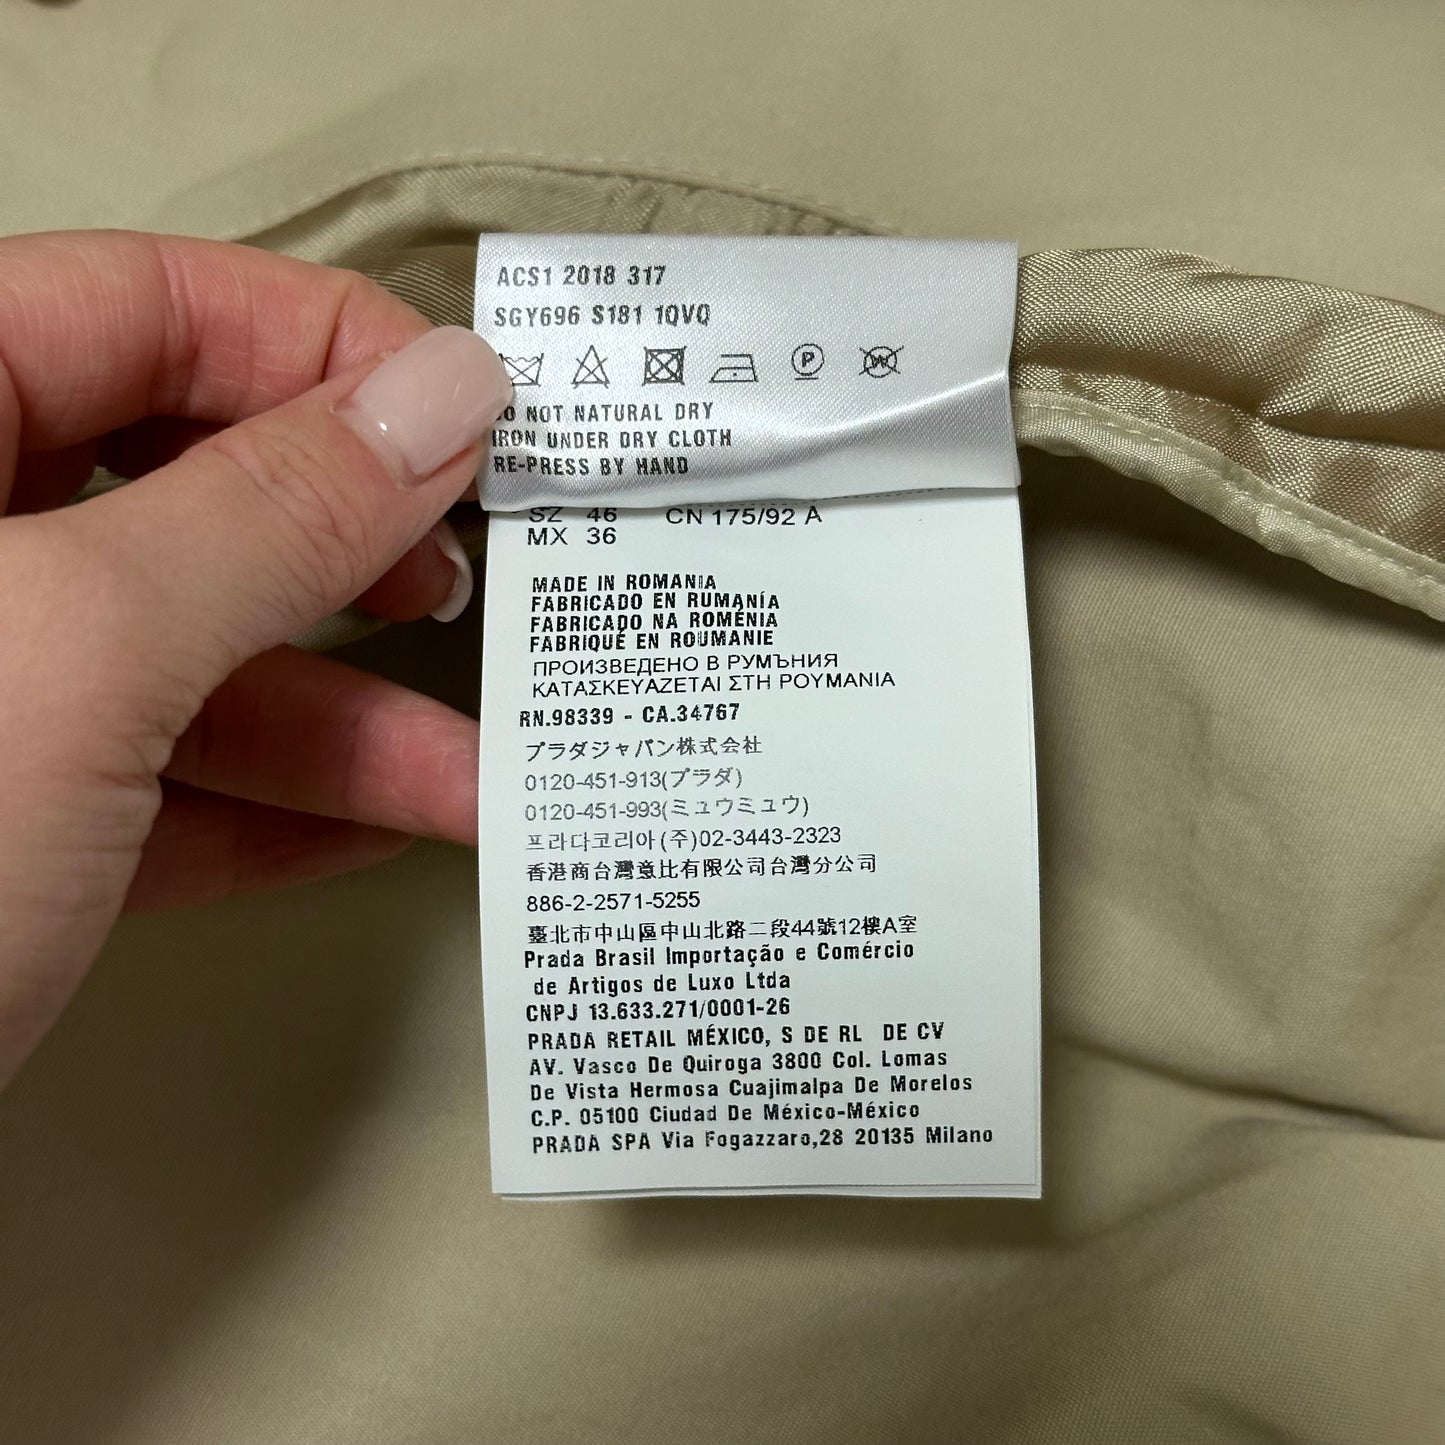 ACS1 2018 317
SGY696 S181 1QVQ
P W
DO NOT NATURAL DRY
IRON UNDER DRY CLOTH
RE-PRESS BY HAND
SZ 46 CN 175/92 A
MX 36
MADE IN ROMANIA
FABRICADO EN RUMANÍA
FABRICADO NA ROMÉNIA
FABRIQUÉ EN ROUMANIE
ПРОИЗВЕДЕНО В РУМЪНИЯ
ΚΑΤΑΣΚΕΥΑΖΕΤΑΙ ΣΤΗ ΡΟΥΜΑΝΙΑ
RN.98339 - CA.34767
プラダジャパン株式会社
0120-451-913(プラダ)
0120-451-993(ミュウミュウ)
프라다코리아(주)02-3443-2323
香港商台灣意比有限公司台灣分公司
886-2-2571-5255
臺北市中山區中山北路二段44號12樓A室
Prada Brasil Importação e Comércio
de Artigos de Luxo Ltda
CNPJ 13.633.271/0001-26
PRADA RETAIL MÉXICO, S DE RL DE CV
AV. Vasco De Quiroga 3800 Col. Lomas
De Vista Hermosa Cuajimalpa De Morelos
C.P. 05100 Ciudad De México-México
PRADA SPA Via Fogazzaro,28 20135 Milano